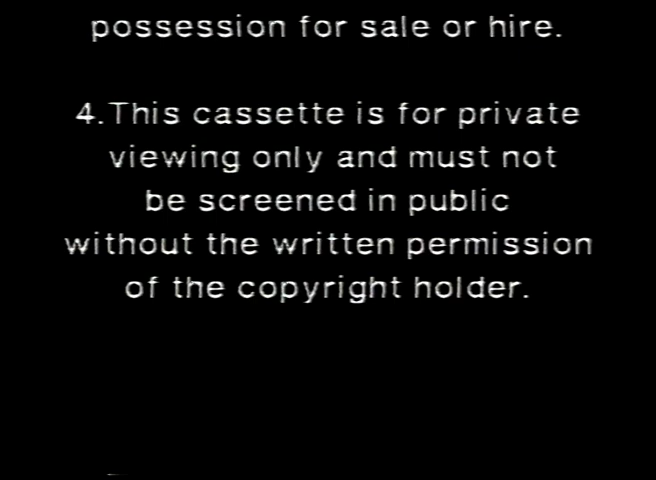 possession for sale or hire.
4.This cassette is for private
viewing only and must not
be screened in public
without the written permission
of the copyright holder.